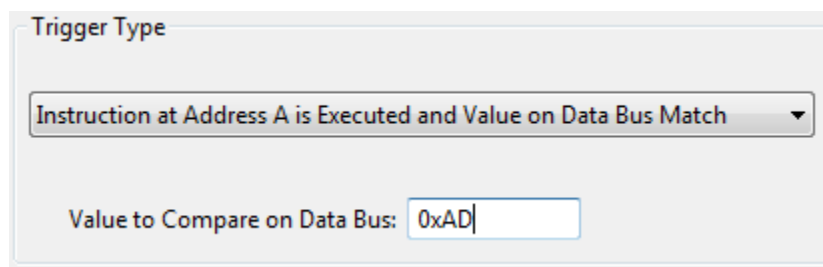 Trigger Type
Instruction at Address A is Executed and Value on Data Bus Match
Value to Compare on Data Bus: 0xAD